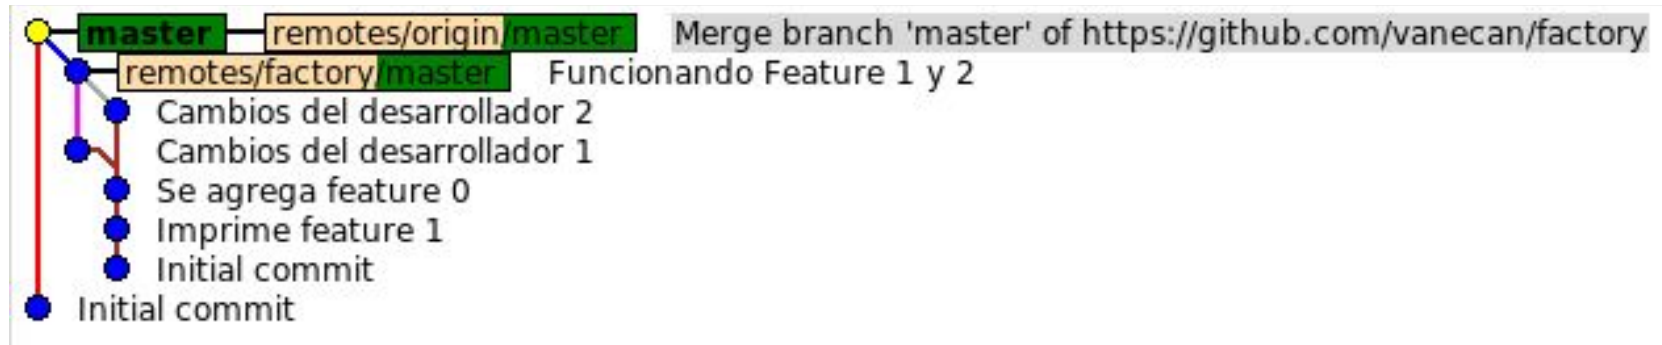 master remotes/origin/master Merge branch 'master' of https://github.com/vanecan/factory
remotes/factory/master Funcionando Feature 1 y 2
Cambios del desarrollador 2
Cambios del desarrollador 1
Se agrega feature 0
Imprime feature 1
Initial commit
Initial commit